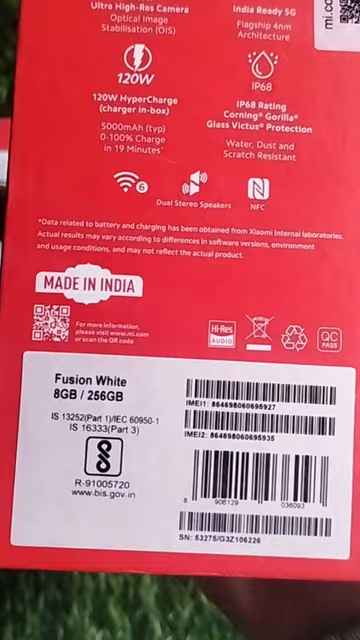 Ultra High-Res Camera
Optical Image
Stabilisation (OIS)
India Ready 5G
Flagship 4nm
Architecture
mi.co
120W
IP68
120W HyperCharge
(charger in-box)
5000mAh (typ)
0-100% Charge
in 19 Minutes*
IP68 Rating
Corning® Gorilla®
Glass Victus® Protection
Water, Dust and
Scratch Resistant
6
Dual Stereo Speakers
NFC
*Data related to battery and charging has been obtained from Xiaomi Internal laboratories.
Actual results may vary according to differences in software versions, environment
and usage conditions, and may not reflect the actual product.
MADE IN INDIA
For more information,
please visit www.mi.com
or scan the QR code
Hi-Res
AUDIO
QC
PASS
Fusion White
8GB / 256GB
IS 13252(Part 1)/IEC 60950-1
IS 16333(Part 3)
R-91005720
www.bis.gov.in
IMEI1: 864698060695927
IMEI2: 864698060695935
8 906129 036093
SN: 53275/G3Z106226